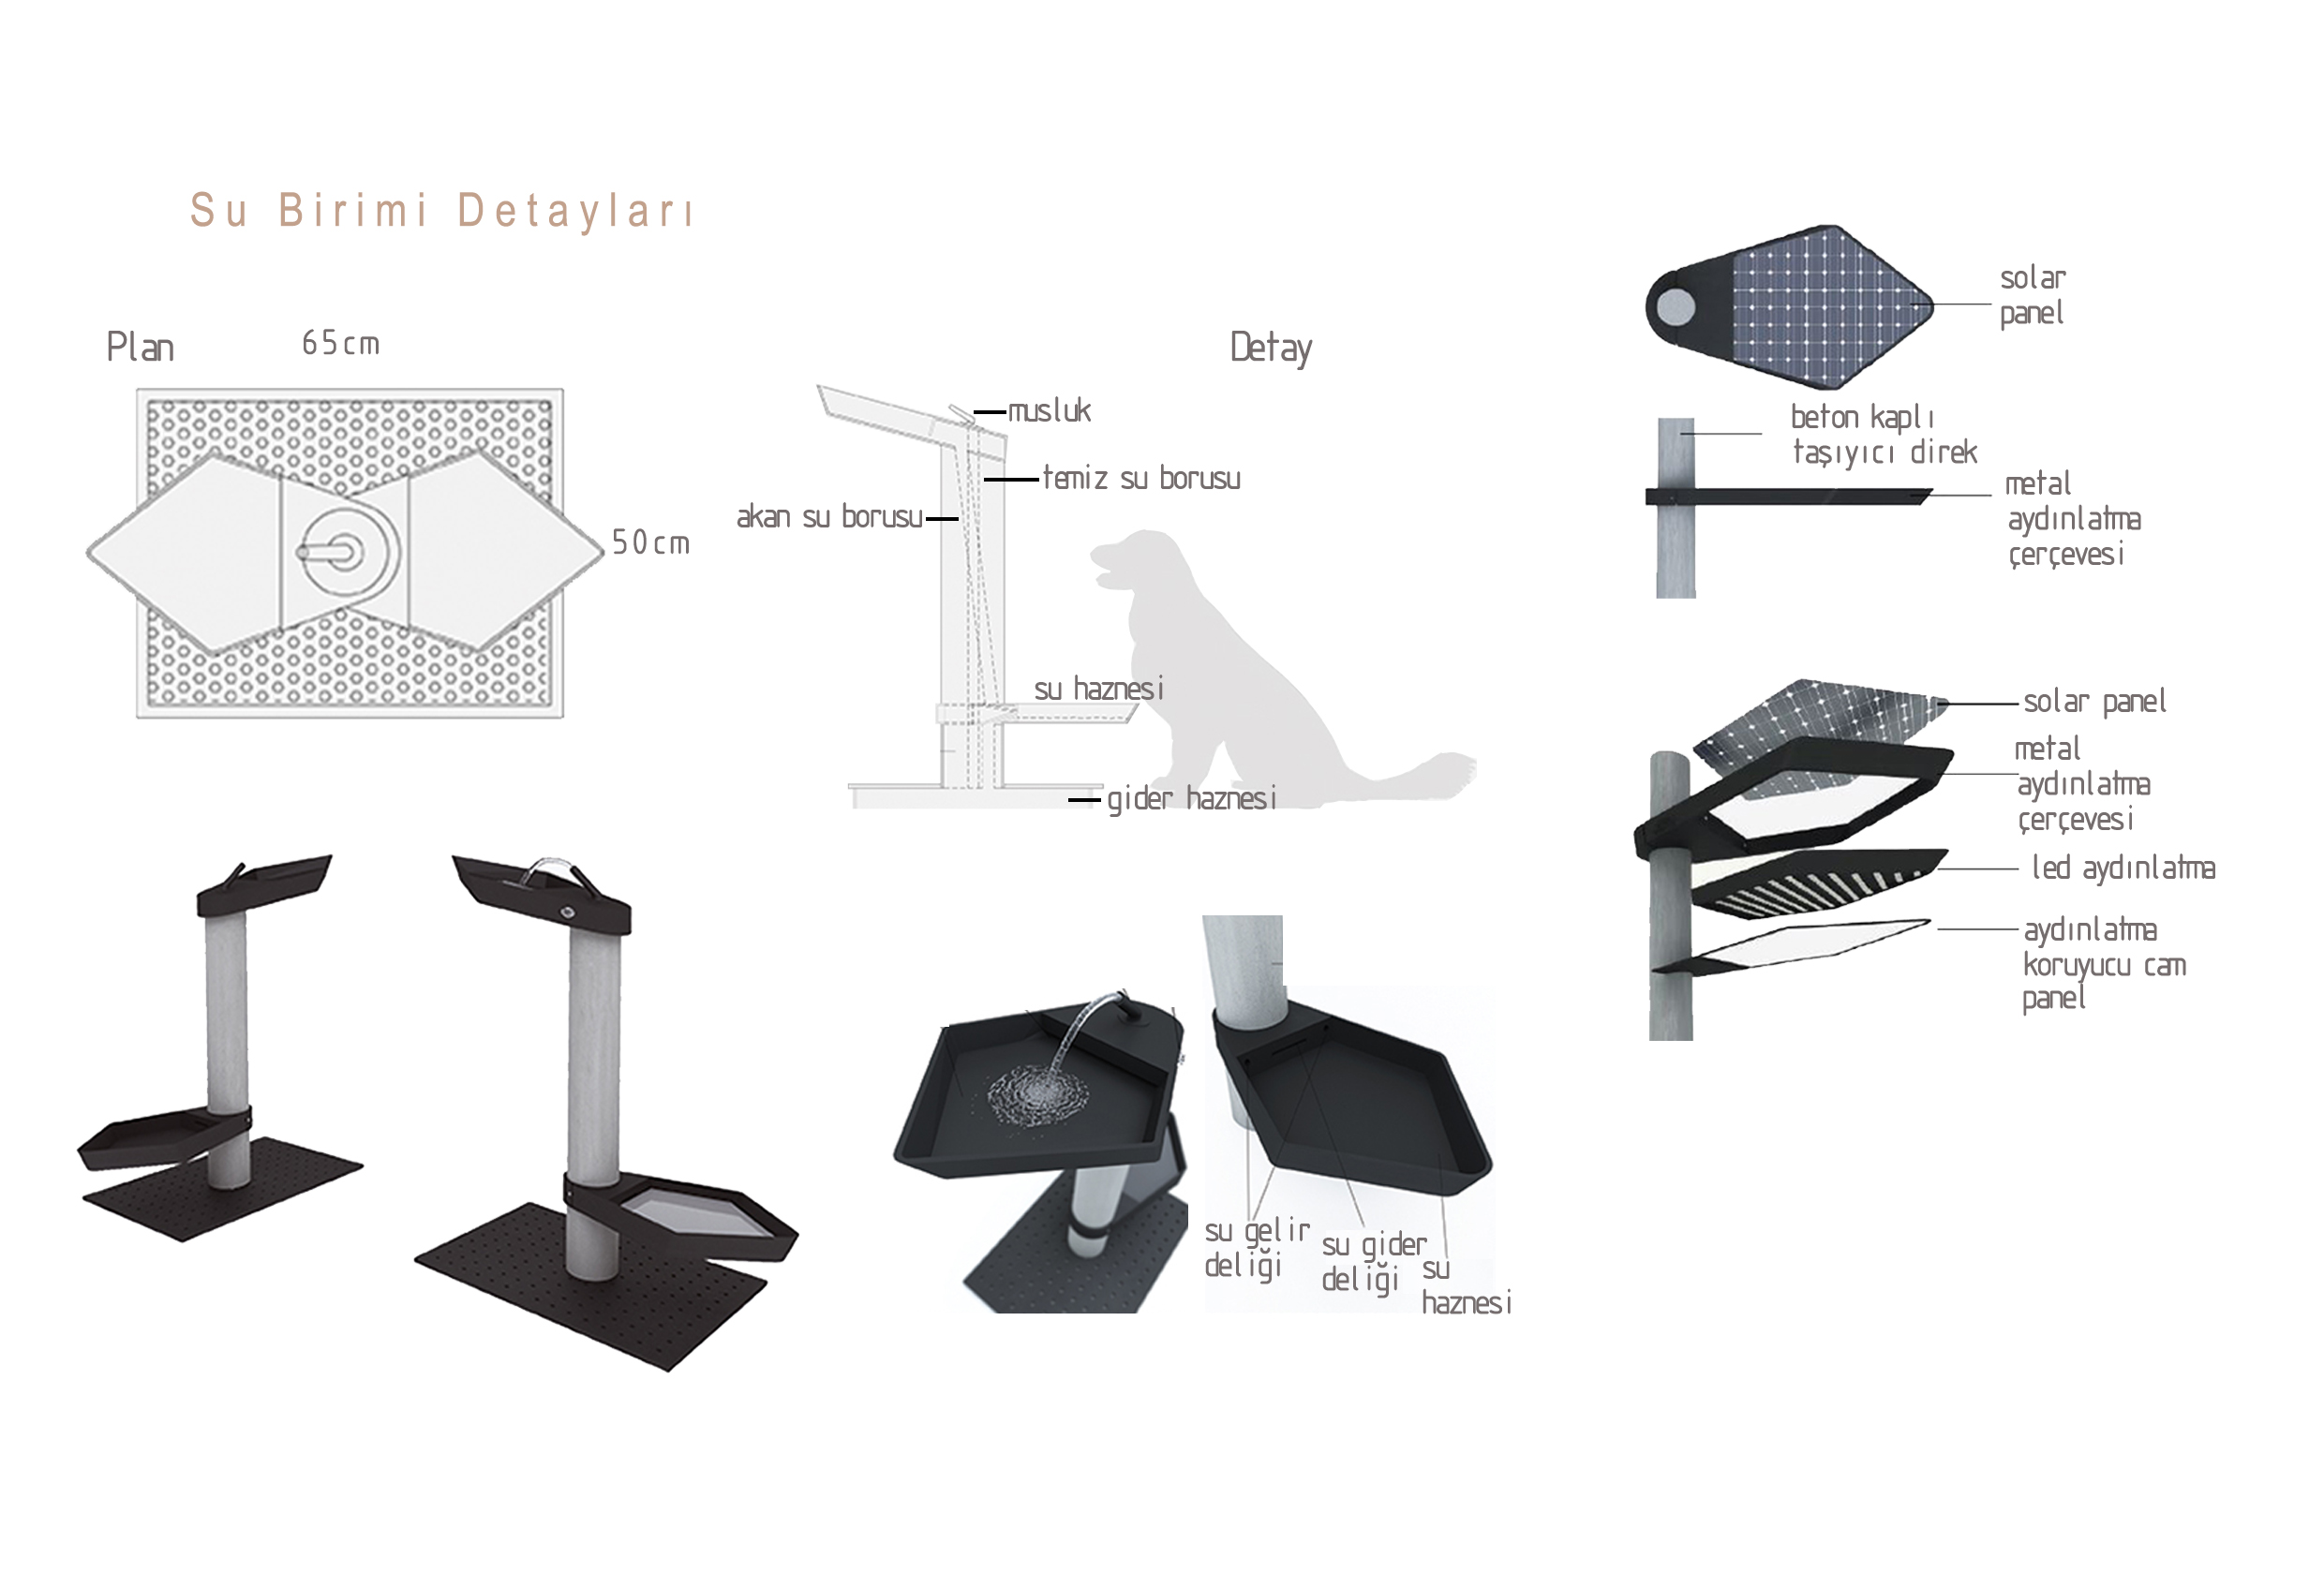 Su Birimi Detayları
Plan
65cm
50cm
Detay
musluk
temiz su borusu
akan su borusu
su haznesi
gider haznesi
su gelir
deliği
su gider
deliği
su
haznesi
solar
panel
beton kaplı
taşıyıcı direk
metal
aydınlatma
çerçevesi
solar panel
metal
aydınlatma
çerçevesi
led aydınlatma
aydınlatma
koruyucu cam
panel